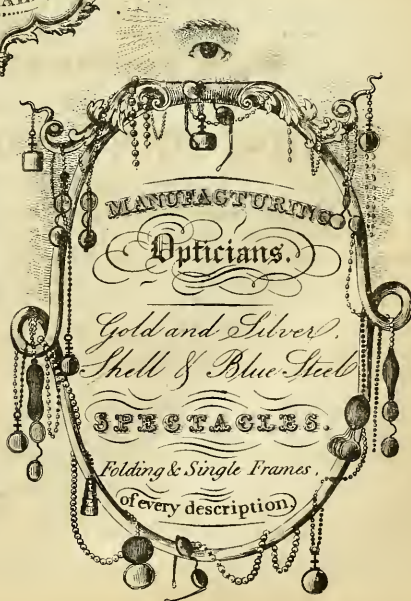 MANUFACTURING
Opticians.
Gold and Silver,
Shell & Blue Steel
SPECTACLES.
Folding & Single Frames,
of every description,